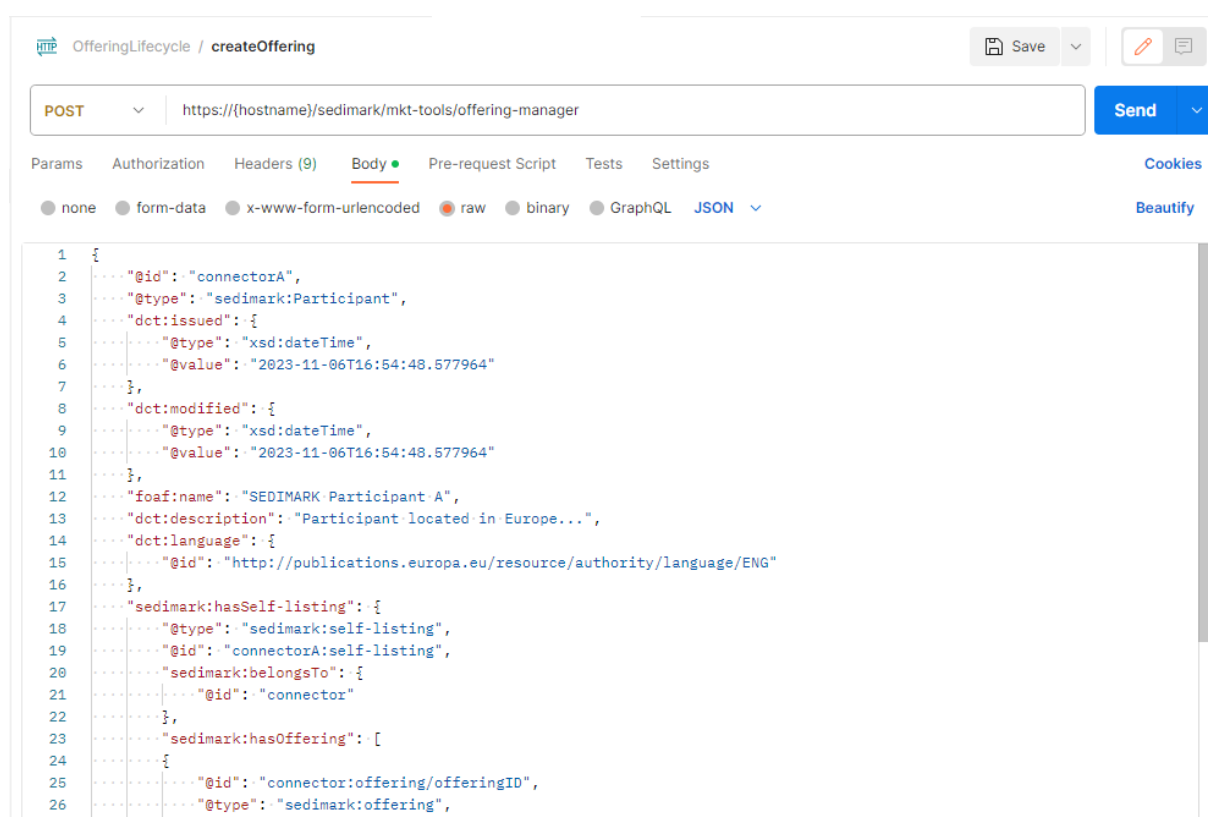 HTTP OfferingLifecycle / createOffering Save
POST https://{hostname}/sedimark/mkt-tools/offering-manager Send
Params Authorization Headers (9) Body Pre-request Script Tests Settings Cookies
none form-data x-www-form-urlencoded raw binary GraphQL JSON Beautify
1 {
2 "@id": "connectorA",
3 "@type": "sedimark:Participant",
4 "dct:issued": {
5 "@type": "xsd:dateTime",
6 "@value": "2023-11-06T16:54:48.577964"
7 },
8 "dct:modified": {
9 "@type": "xsd:dateTime",
10 "@value": "2023-11-06T16:54:48.577964"
11 },
12 "foaf:name": "SEDIMARK Participant A",
13 "dct:description": "Participant located in Europe...",
14 "dct:language": {
15 "@id": "http://publications.europa.eu/resource/authority/language/ENG"
16 },
17 "sedimark:hasSelf-listing": {
18 "@type": "sedimark:self-listing",
19 "@id": "connectorA:self-listing",
20 "sedimark:belongsTo": {
21 "@id": "connector"
22 },
23 "sedimark:hasOffering": [
24 {
25 "@id": "connector:offering/offeringID",
26 "@type": "sedimark:offering",